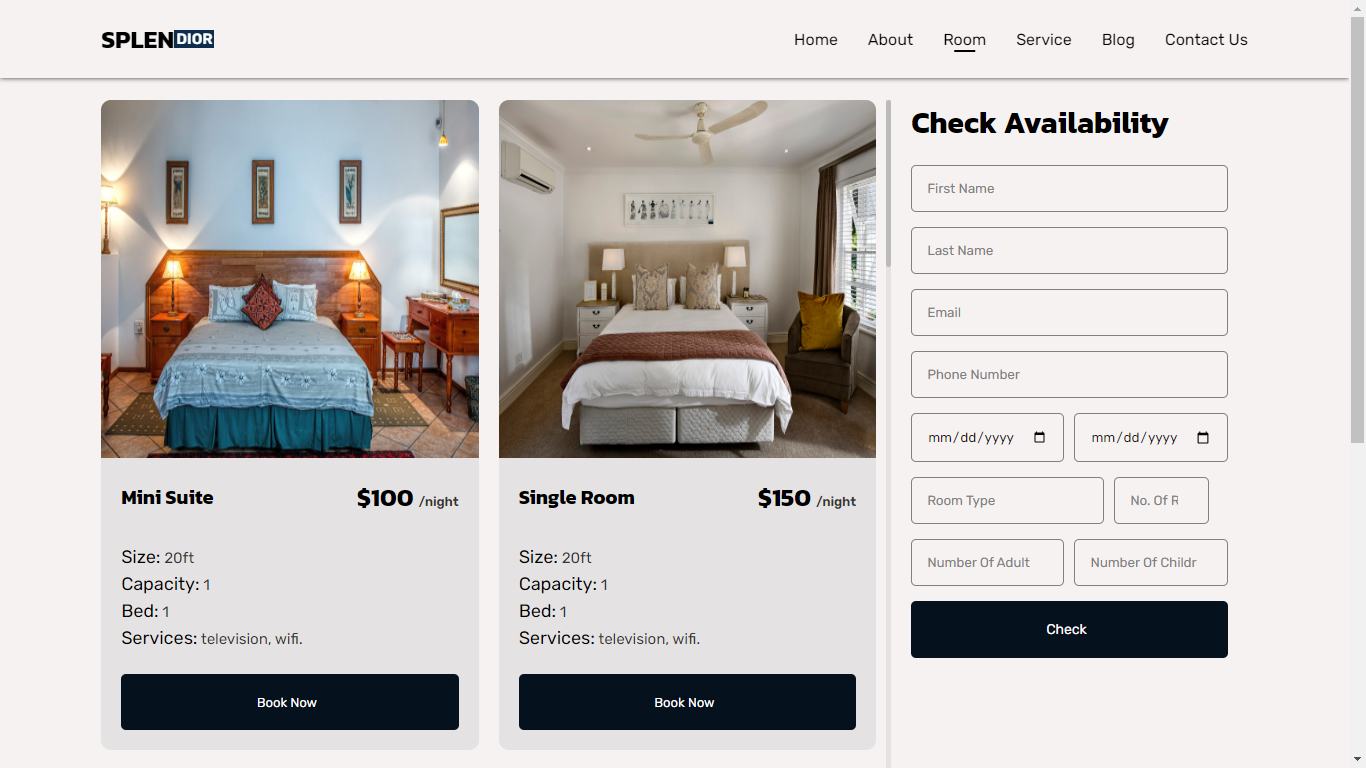 SPLENDIOR
Home About Room Service Blog Contact Us
Mini Suite $100 /night
Size: 20ft
Capacity: 1
Bed: 1
Services: television, wifi.
Book Now
Single Room $150 /night
Size: 20ft
Capacity: 1
Bed: 1
Services: television, wifi.
Book Now
Check Availability
First Name
Last Name
Email
Phone Number
mm/dd/yyyy mm/dd/yyyy
Room Type No. Of R
Number Of Adult Number Of Childr
Check